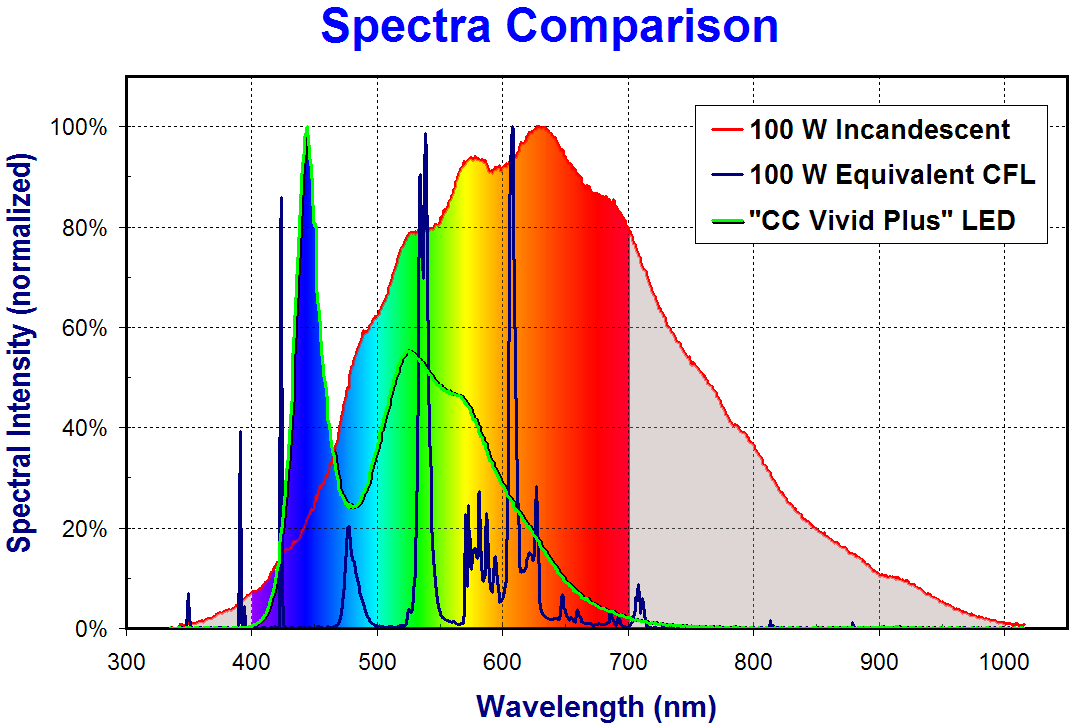 Spectra Comparison
100 W Incandescent
100 W Equivalent CFL
"CC Vivid Plus" LED
Spectral Intensity (normalized)
100%
80%
60%
40%
20%
0%
300 400 500 600 700 800 900 1000
Wavelength (nm)